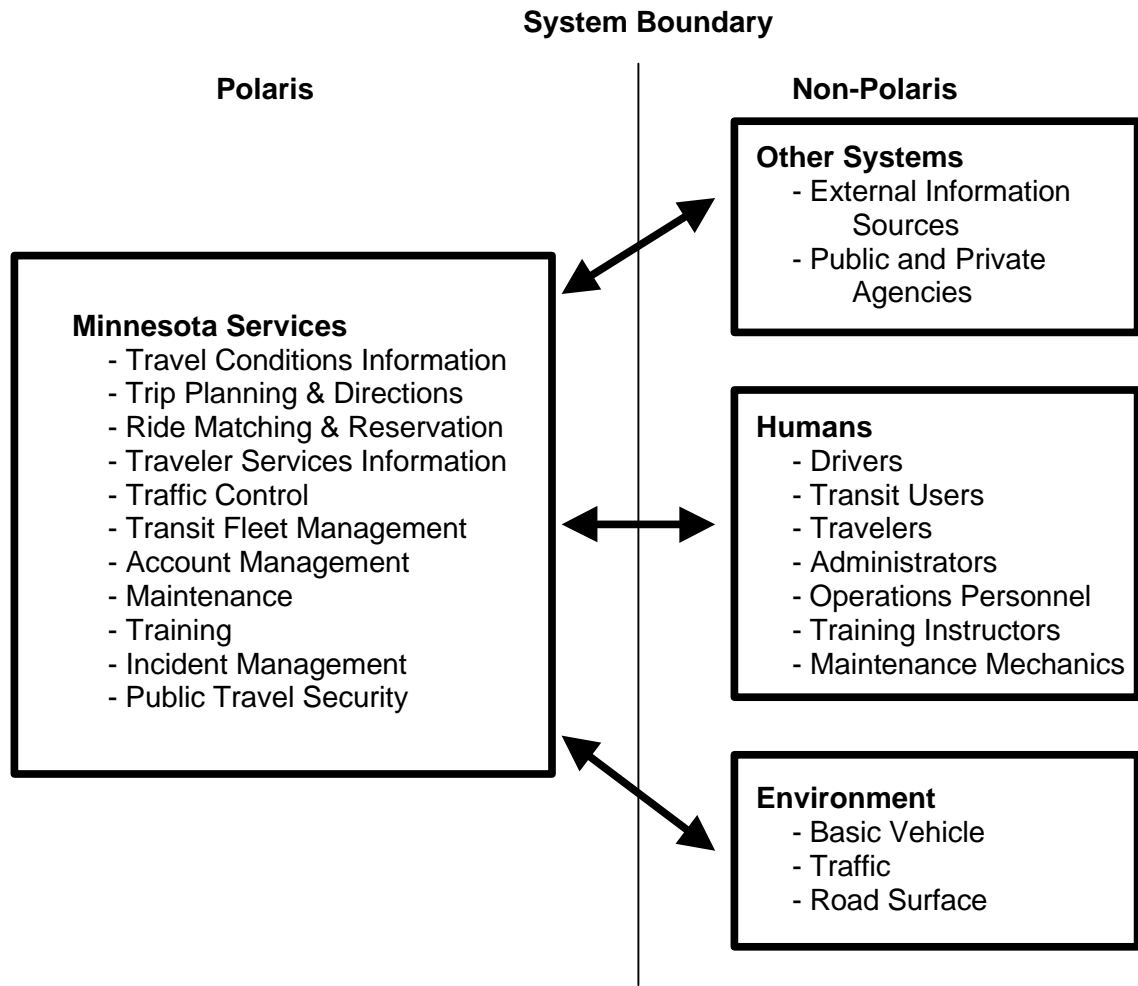 System Boundary
Polaris
Non-Polaris
Minnesota Services
- Travel Conditions Information
- Trip Planning & Directions
- Ride Matching & Reservation
- Traveler Services Information
- Traffic Control
- Transit Fleet Management
- Account Management
- Maintenance
- Training
- Incident Management
- Public Travel Security
Other Systems
- External Information
Sources
- Public and Private
Agencies
Humans
- Drivers
- Transit Users
- Travelers
- Administrators
- Operations Personnel
- Training Instructors
- Maintenance Mechanics
Environment
- Basic Vehicle
- Traffic
- Road Surface